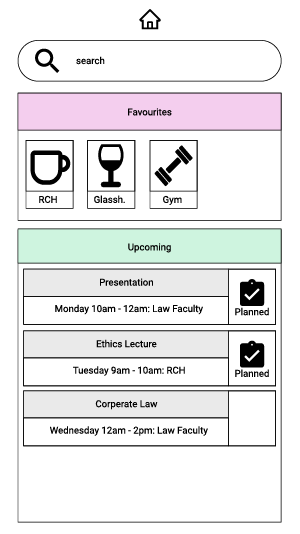 search
Favourites
RCH
Glassh.
Gym
Upcoming
Presentation
Monday 10am - 12am: Law Faculty
Planned
Ethics Lecture
Tuesday 9am - 10am: RCH
Planned
Corperate Law
Wednesday 12am - 2pm: Law Faculty